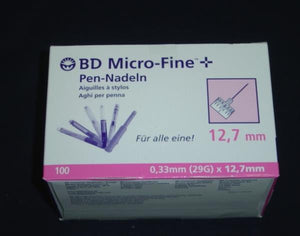 BD Micro-Fine™+
Pen-Nadeln
Aiguilles à stylos
Aghi per penna
Für alle eine!
12,7 mm
100
0,33mm (29G) x 12,7mm